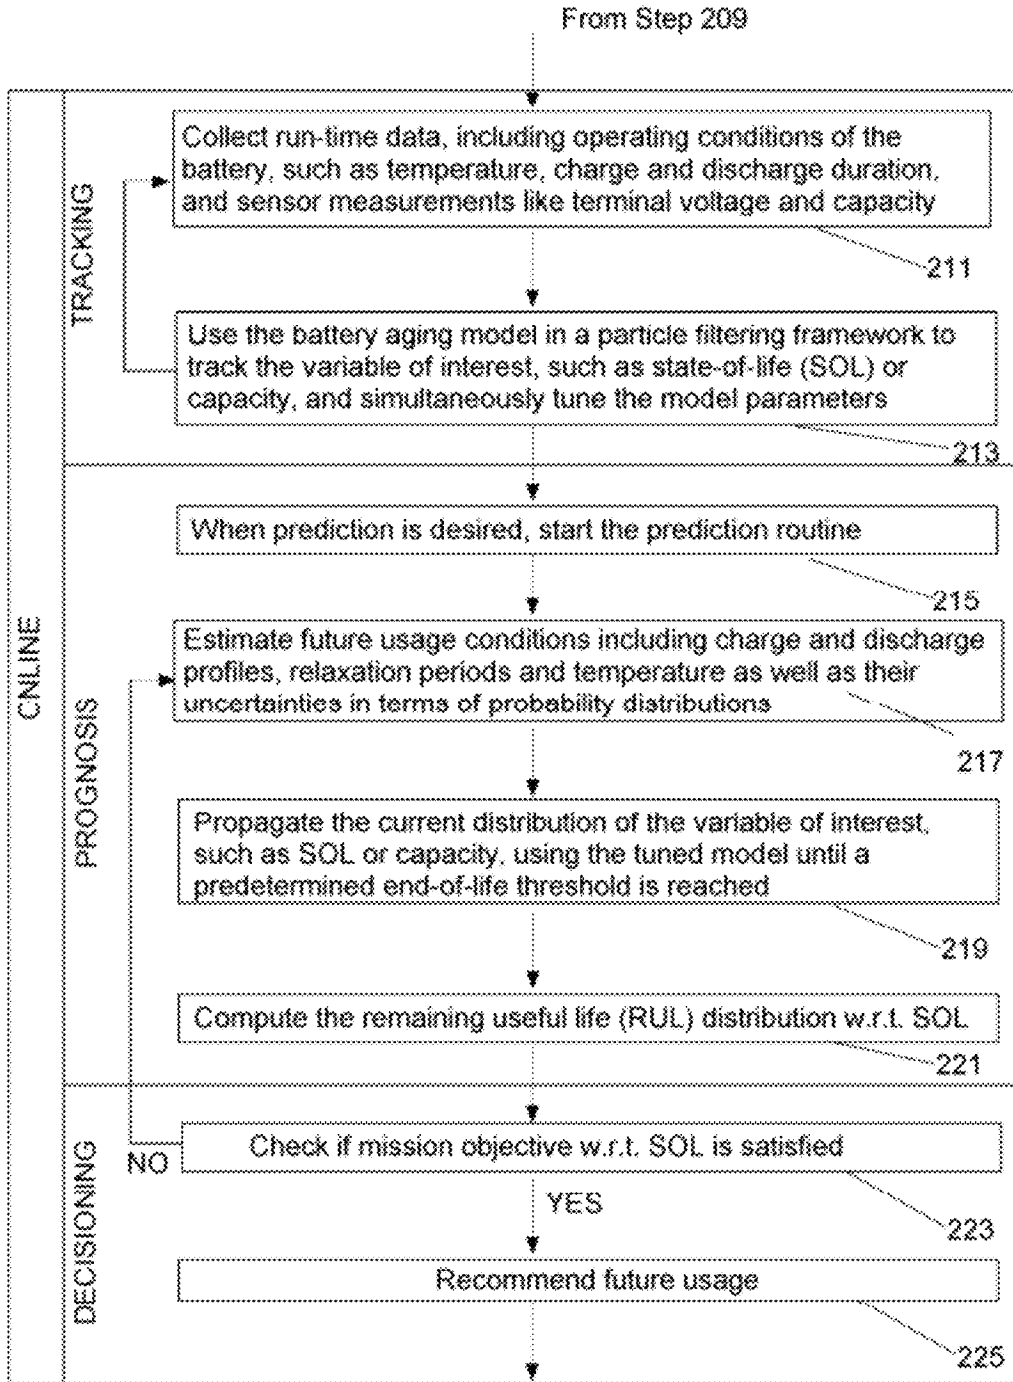 From Step 209
CNLINE
TRACKING
Collect run-time data, including operating conditions of the
battery, such as temperature, charge and discharge duration,
and sensor measurements like terminal voltage and capacity
211
Use the battery aging model in a particle filtering framework to
track the variable of interest, such as state-of-life (SOL) or
capacity, and simultaneously tune the model parameters
213
PROGNOSIS
When prediction is desired, start the prediction routine
215
Estimate future usage conditions including charge and discharge
profiles, relaxation periods and temperature as well as their
uncertainties in terms of probability distributions
217
Propagate the current distribution of the variable of interest,
such as SOL or capacity, using the tuned model until a
predetermined end-of-life threshold is reached
219
Compute the remaining useful life (RUL) distribution w.r.t. SOL
221
DECISIONING
Check if mission objective w.r.t. SOL is satisfied
NO
YES
223
Recommend future usage
225